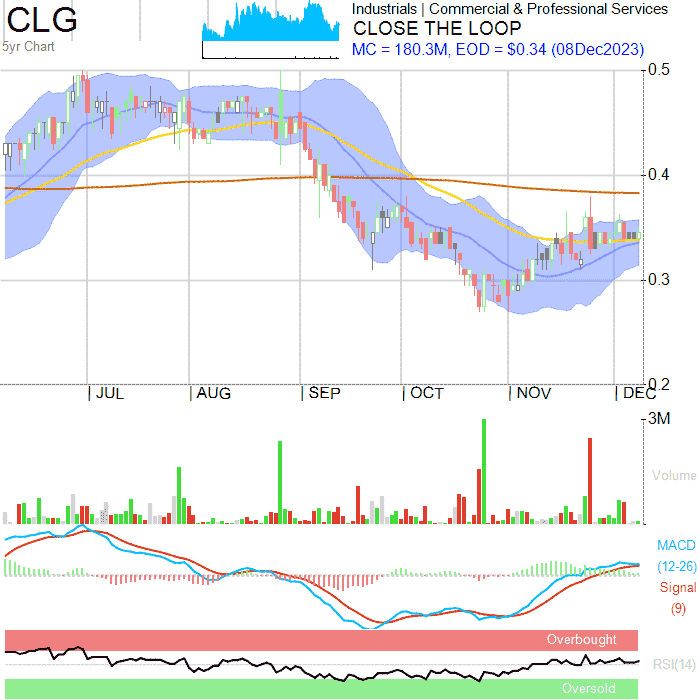 CLG
5yr Chart
Industrials | Commercial & Professional Services
CLOSE THE LOOP
MC = 180.3M, EOD = $0.34 (08Dec2023)
0.5
0.4
0.3
0.2
JUL AUG SEP OCT NOV DEC
3M
Volume
MACD
(12-26)
Signal
(9)
Overbought
RSI(14)
Oversold